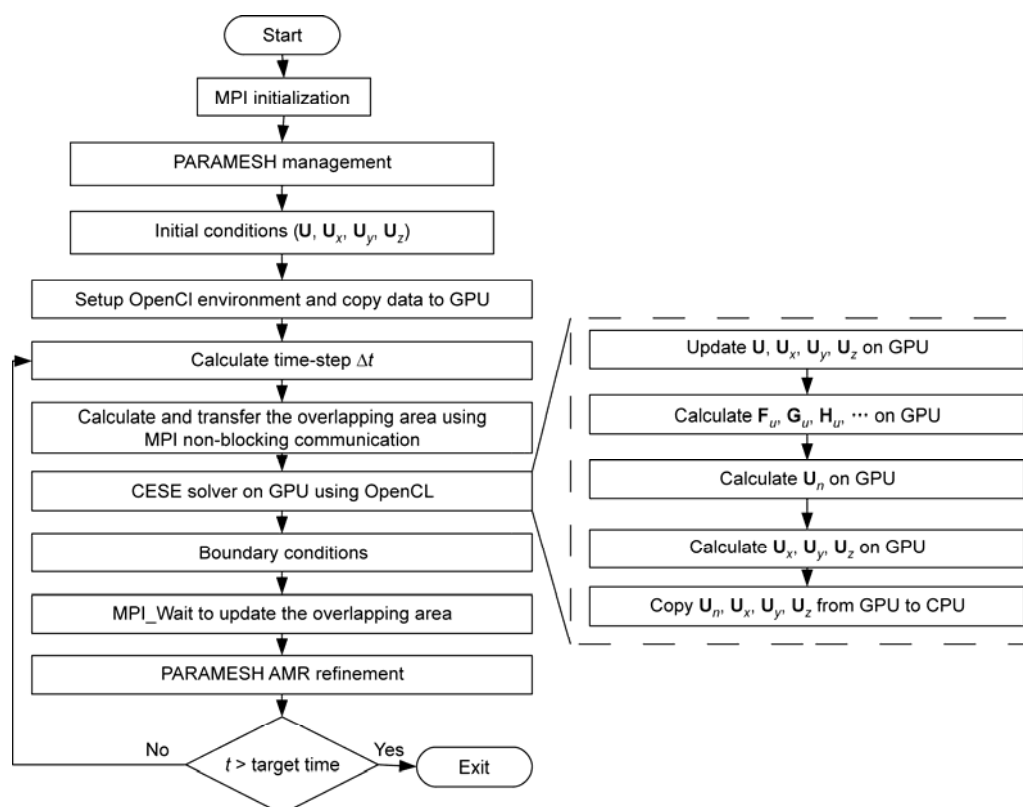 Start
MPI initialization
PARAMESH management
Initial conditions (U, Ux, Uy, Uz)
Setup OpenCl environment and copy data to GPU
Calculate time-step Δt
Calculate and transfer the overlapping area using
MPI non-blocking communication
CESE solver on GPU using OpenCL
Boundary conditions
MPI_Wait to update the overlapping area
PARAMESH AMR refinement
t > target time
No
Yes
Exit
Update U, Ux, Uy, Uz on GPU
Calculate Fu, Gu, Hu, ··· on GPU
Calculate Un on GPU
Calculate Ux, Uy, Uz on GPU
Copy Un, Ux, Uy, Uz from GPU to CPU